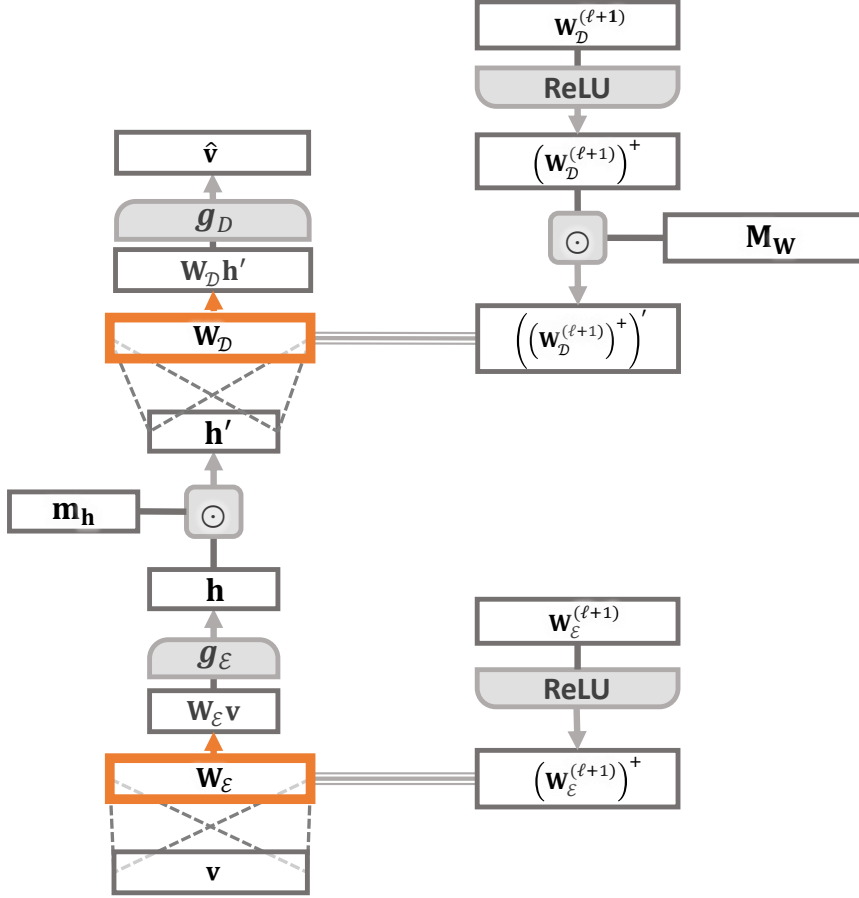 W_𝒟^(ℓ+1)
ReLU
(W_𝒟^(ℓ+1))^+
⊙
M_W
((W_𝒟^(ℓ+1))^+)′
v̂
g_D
W_𝒟 h′
W_𝒟
h′
m_h
⊙
h
g_ℰ
W_ℰ v
W_ℰ
v
W_ℰ^(ℓ+1)
ReLU
(W_ℰ^(ℓ+1))^+